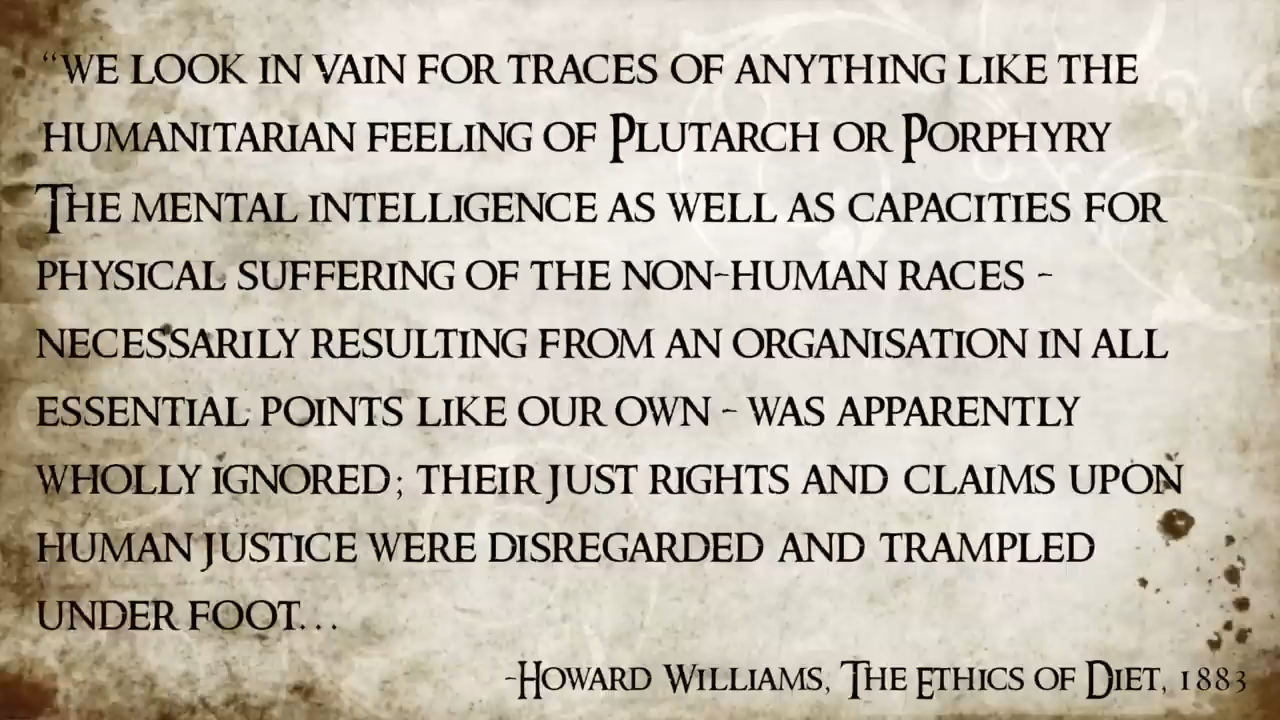 “We look in vain for traces of anything like the
humanitarian feeling of Plutarch or Porphyry
The mental intelligence as well as capacities for
physical suffering of the non-human races -
necessarily resulting from an organisation in all
essential points like our own - was apparently
wholly ignored; their just rights and claims upon
human justice were disregarded and trampled
under foot...
-Howard Williams, The Ethics of Diet, 1883